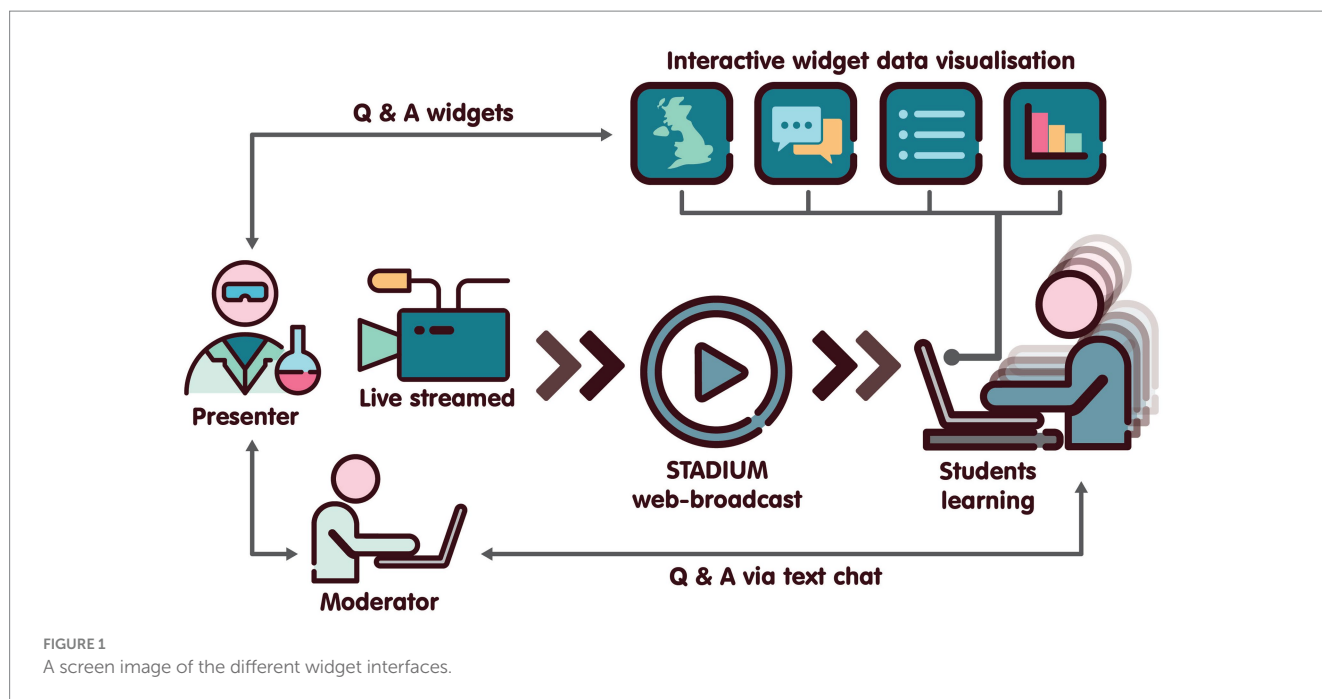 Interactive widget data visualisation
Q & A widgets
Live streamed
Presenter
STADIUM
web-broadcast
Students
learning
Moderator
Q & A via text chat
FIGURE 1
A screen image of the different widget interfaces.